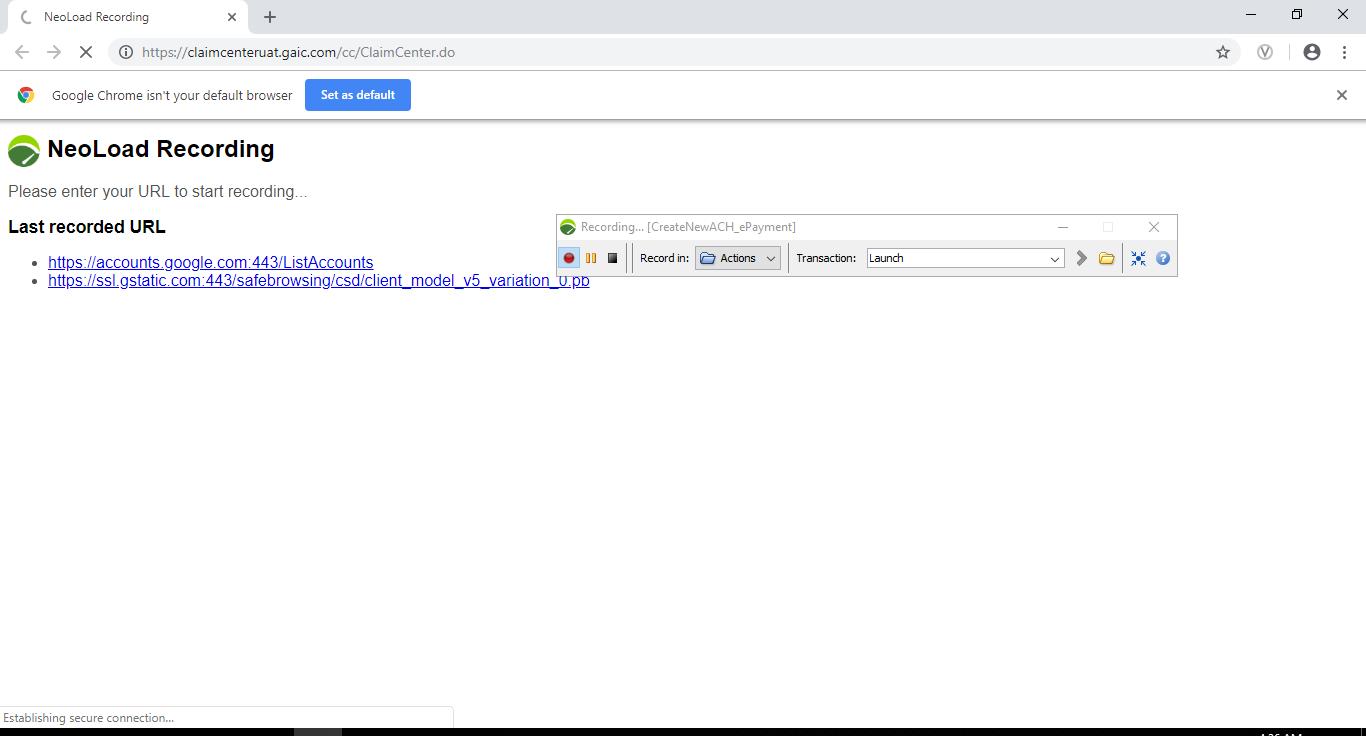 NeoLoad Recording
https://claimcenteruat.gaic.com/cc/ClaimCenter.do
Google Chrome isn't your default browser Set as default
NeoLoad Recording
Please enter your URL to start recording...
Last recorded URL
https://accounts.google.com:443/ListAccounts
https://ssl.gstatic.com:443/safebrowsing/csd/client_model_v5_variation_0.pb
Recording... [CreateNewACH_ePayment]
Record in: Actions Transaction: Launch
Establishing secure connection...